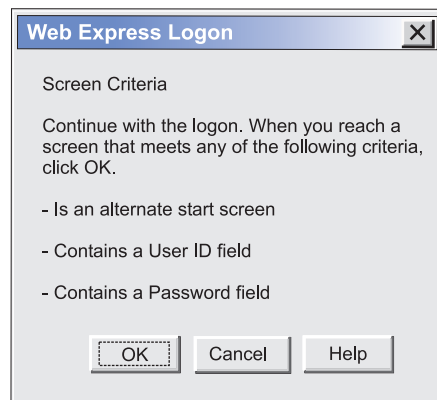 Web Express Logon
Screen Criteria
Continue with the logon. When you reach a
screen that meets any of the following criteria,
click OK.
- Is an alternate start screen
- Contains a User ID field
- Contains a Password field
OK Cancel Help